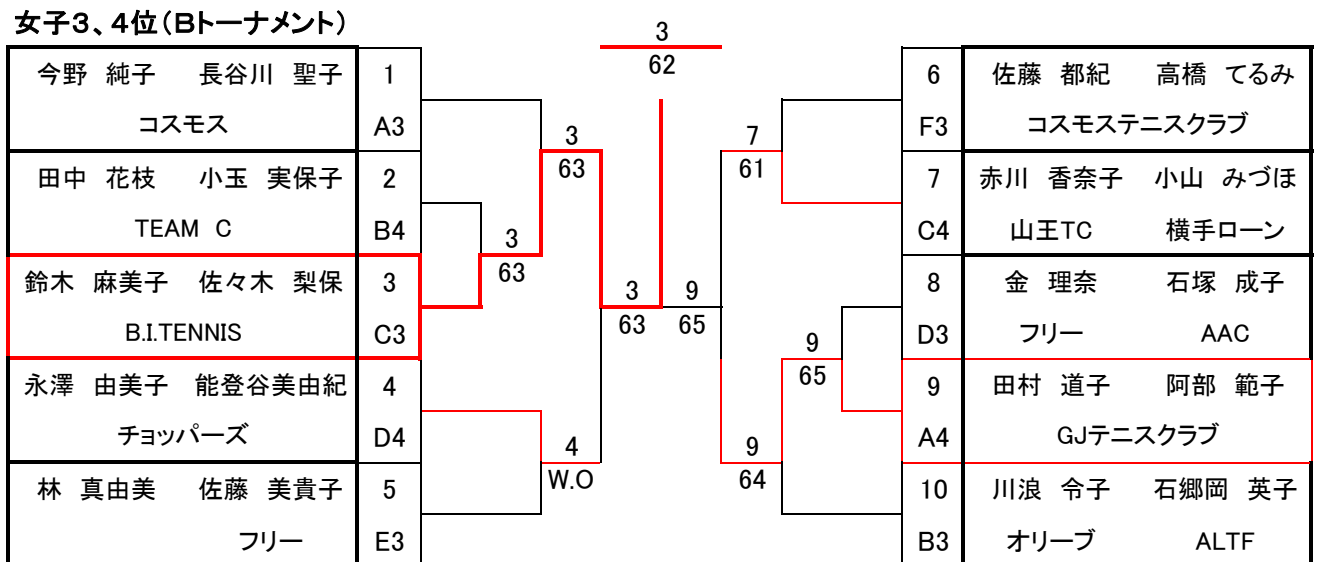 女子3、4位(Bトーナメント)
今野 純子 長谷川 聖子 1
コスモス A3
田中 花枝 小玉 実保子 2
TEAM C B4
鈴木 麻美子 佐々木 梨保 3
B.I.TENNIS C3
永澤 由美子 能登谷美由紀 4
チョッパーズ D4
林 真由美 佐藤 美貴子 5
フリー E3
3
63
3
63
4
W.O
3
63
3
62
9
65
7
61
9
65
9
64
6 佐藤 都紀 高橋 てるみ
F3 コスモステニスクラブ
7 赤川 香奈子 小山 みづほ
C4 山王TC 横手ローン
8 金 理奈 石塚 成子
D3 フリー AAC
9 田村 道子 阿部 範子
A4 GJテニスクラブ
10 川浪 令子 石郷岡 英子
B3 オリーブ ALTF